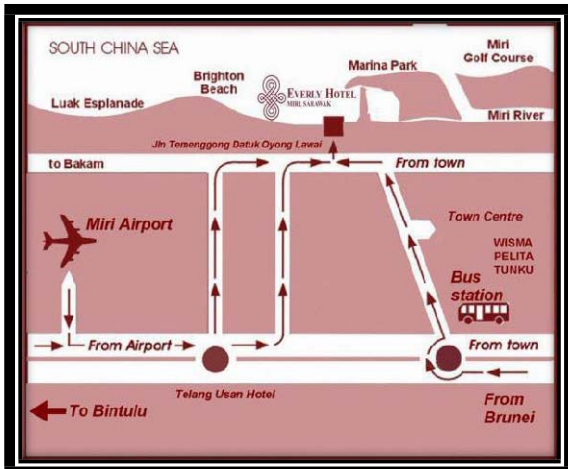 SOUTH CHINA SEA
Miri
Golf Course
Marina Park
Brighton
Beach
EVERLY HOTEL
MIRI, SARAWAK
Luak Esplanade
Miri River
Jln Tersenggong Datuk Oyong Lawai
to Bakam
From town
Miri Airport
Town Centre
WISMA
PELITA
TUNKU
Bus
station
From Airport
From town
Telang Usan Hotel
To Bintulu
From
Brunei